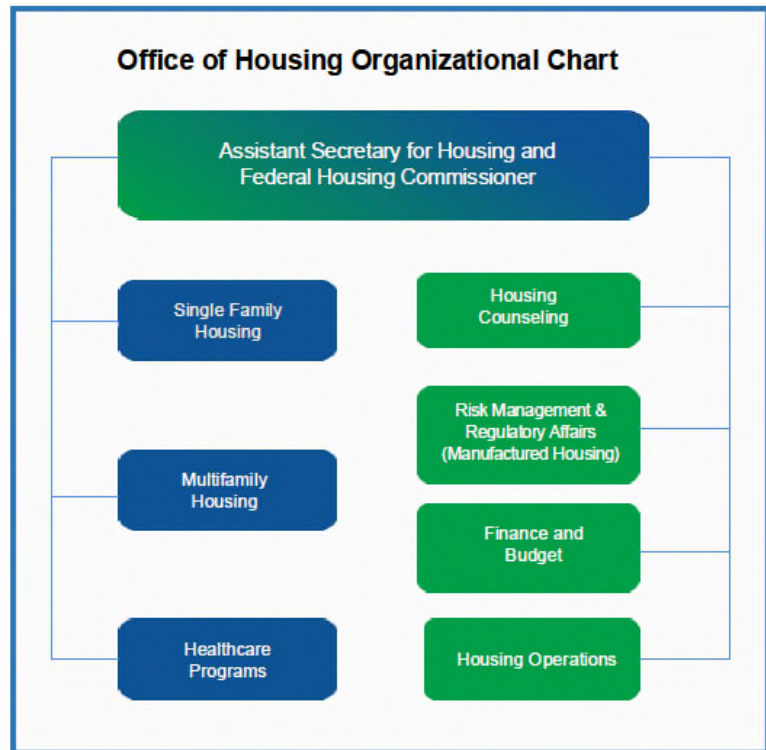 Office of Housing Organizational Chart
Assistant Secretary for Housing and
Federal Housing Commissioner
Single Family
Housing
Housing
Counseling
Risk Management &
Regulatory Affairs
(Manufactured Housing)
Multifamily
Housing
Finance and
Budget
Healthcare
Programs
Housing Operations